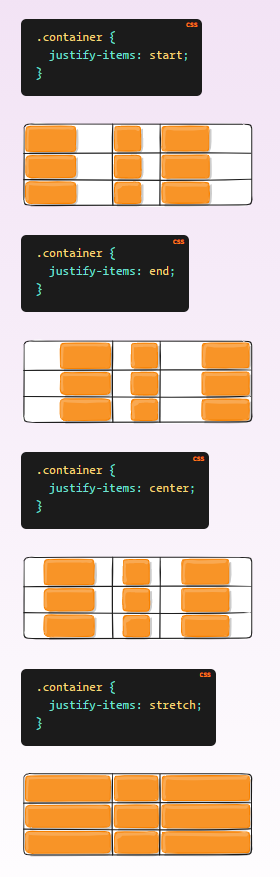 css
.container {
  justify-items: start;
}
css
.container {
  justify-items: end;
}
css
.container {
  justify-items: center;
}
css
.container {
  justify-items: stretch;
}